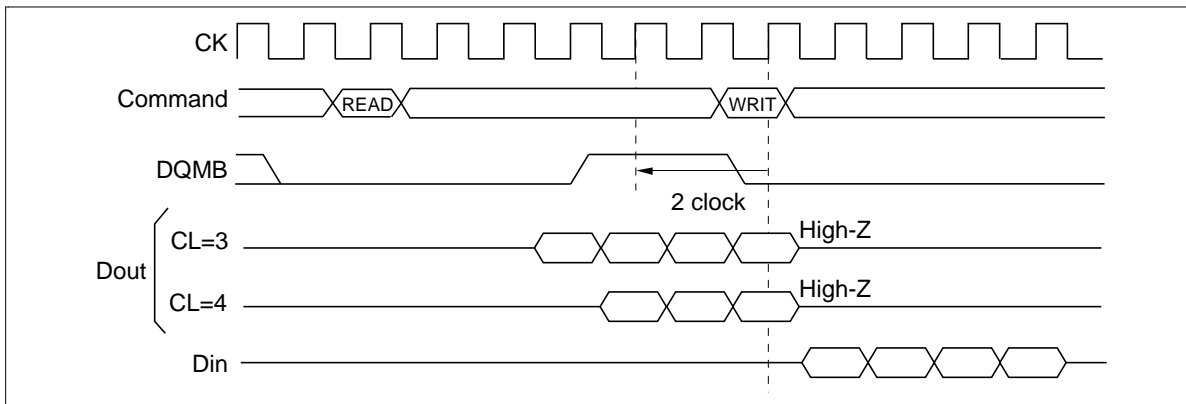 CK
Command READ WRIT
DQMB
2 clock
CL=3 High-Z
Dout
CL=4 High-Z
Din